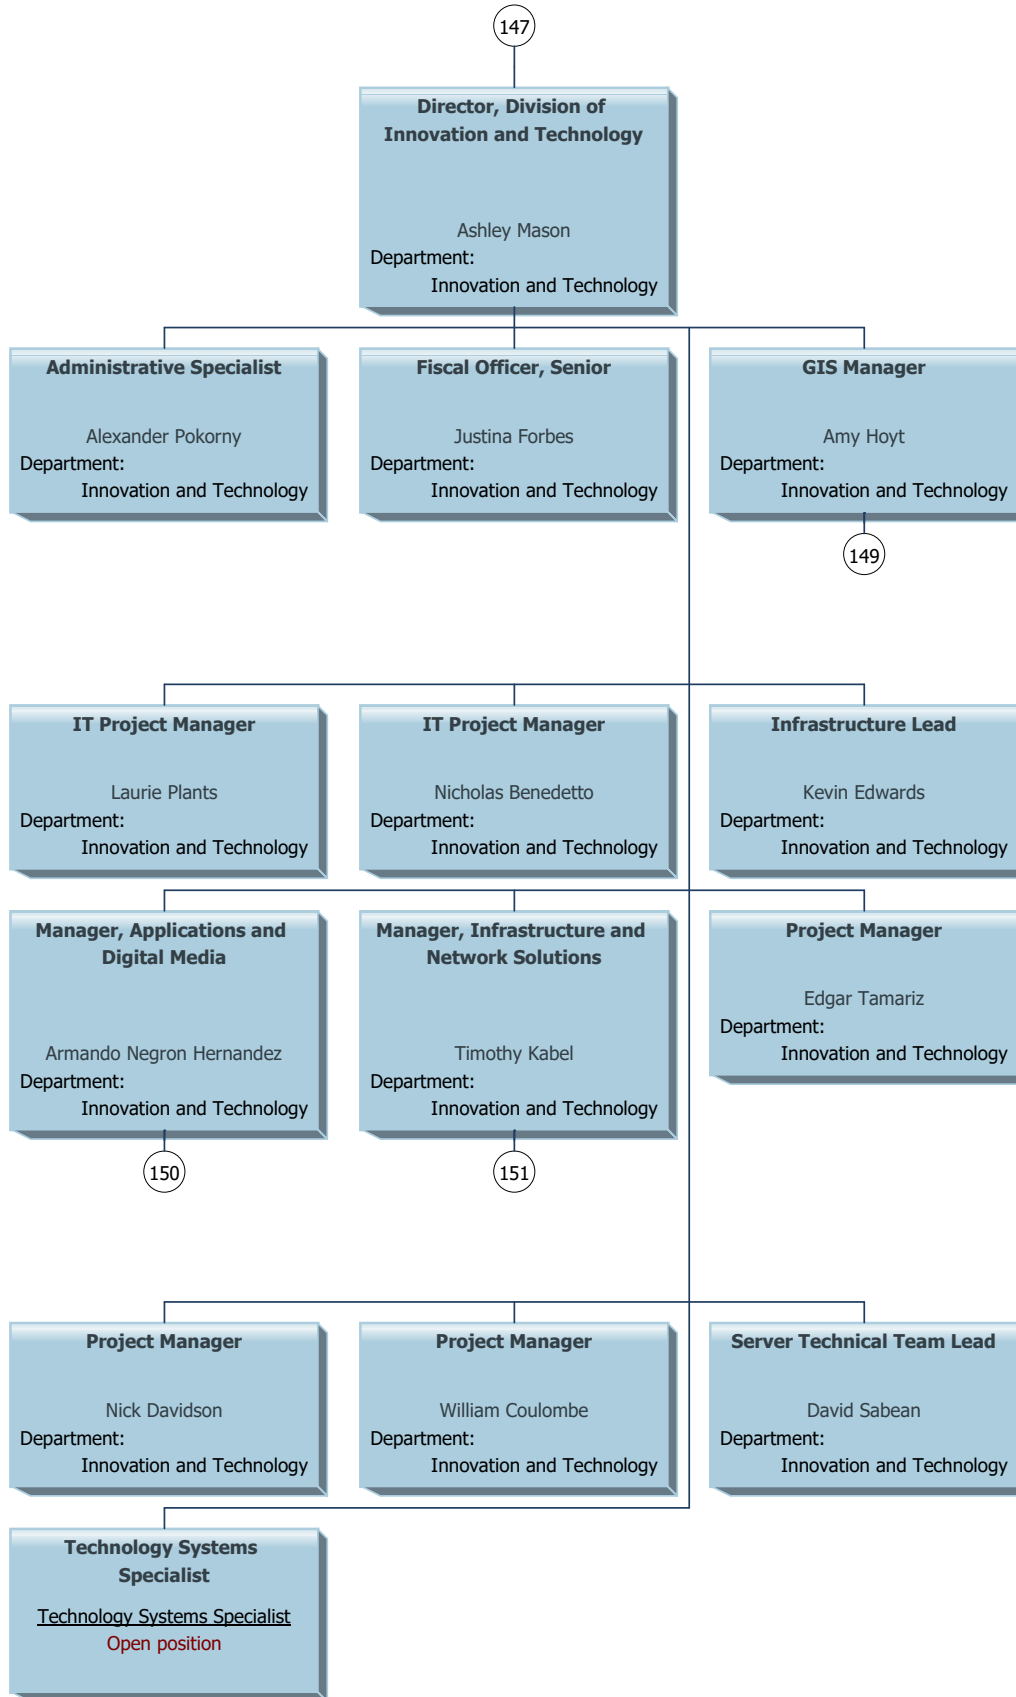 147
Director, Division of
Innovation and Technology
Ashley Mason
Department:
Innovation and Technology
Administrative Specialist
Alexander Pokorny
Department:
Innovation and Technology
Fiscal Officer, Senior
Justina Forbes
Department:
Innovation and Technology
GIS Manager
Amy Hoyt
Department:
Innovation and Technology
149
IT Project Manager
Laurie Plants
Department:
Innovation and Technology
IT Project Manager
Nicholas Benedetto
Department:
Innovation and Technology
Infrastructure Lead
Kevin Edwards
Department:
Innovation and Technology
Manager, Applications and
Digital Media
Armando Negron Hernandez
Department:
Innovation and Technology
150
Manager, Infrastructure and
Network Solutions
Timothy Kabel
Department:
Innovation and Technology
151
Project Manager
Edgar Tamariz
Department:
Innovation and Technology
Project Manager
Nick Davidson
Department:
Innovation and Technology
Project Manager
William Coulombe
Department:
Innovation and Technology
Server Technical Team Lead
David Sabean
Department:
Innovation and Technology
Technology Systems
Specialist
Technology Systems Specialist
Open position